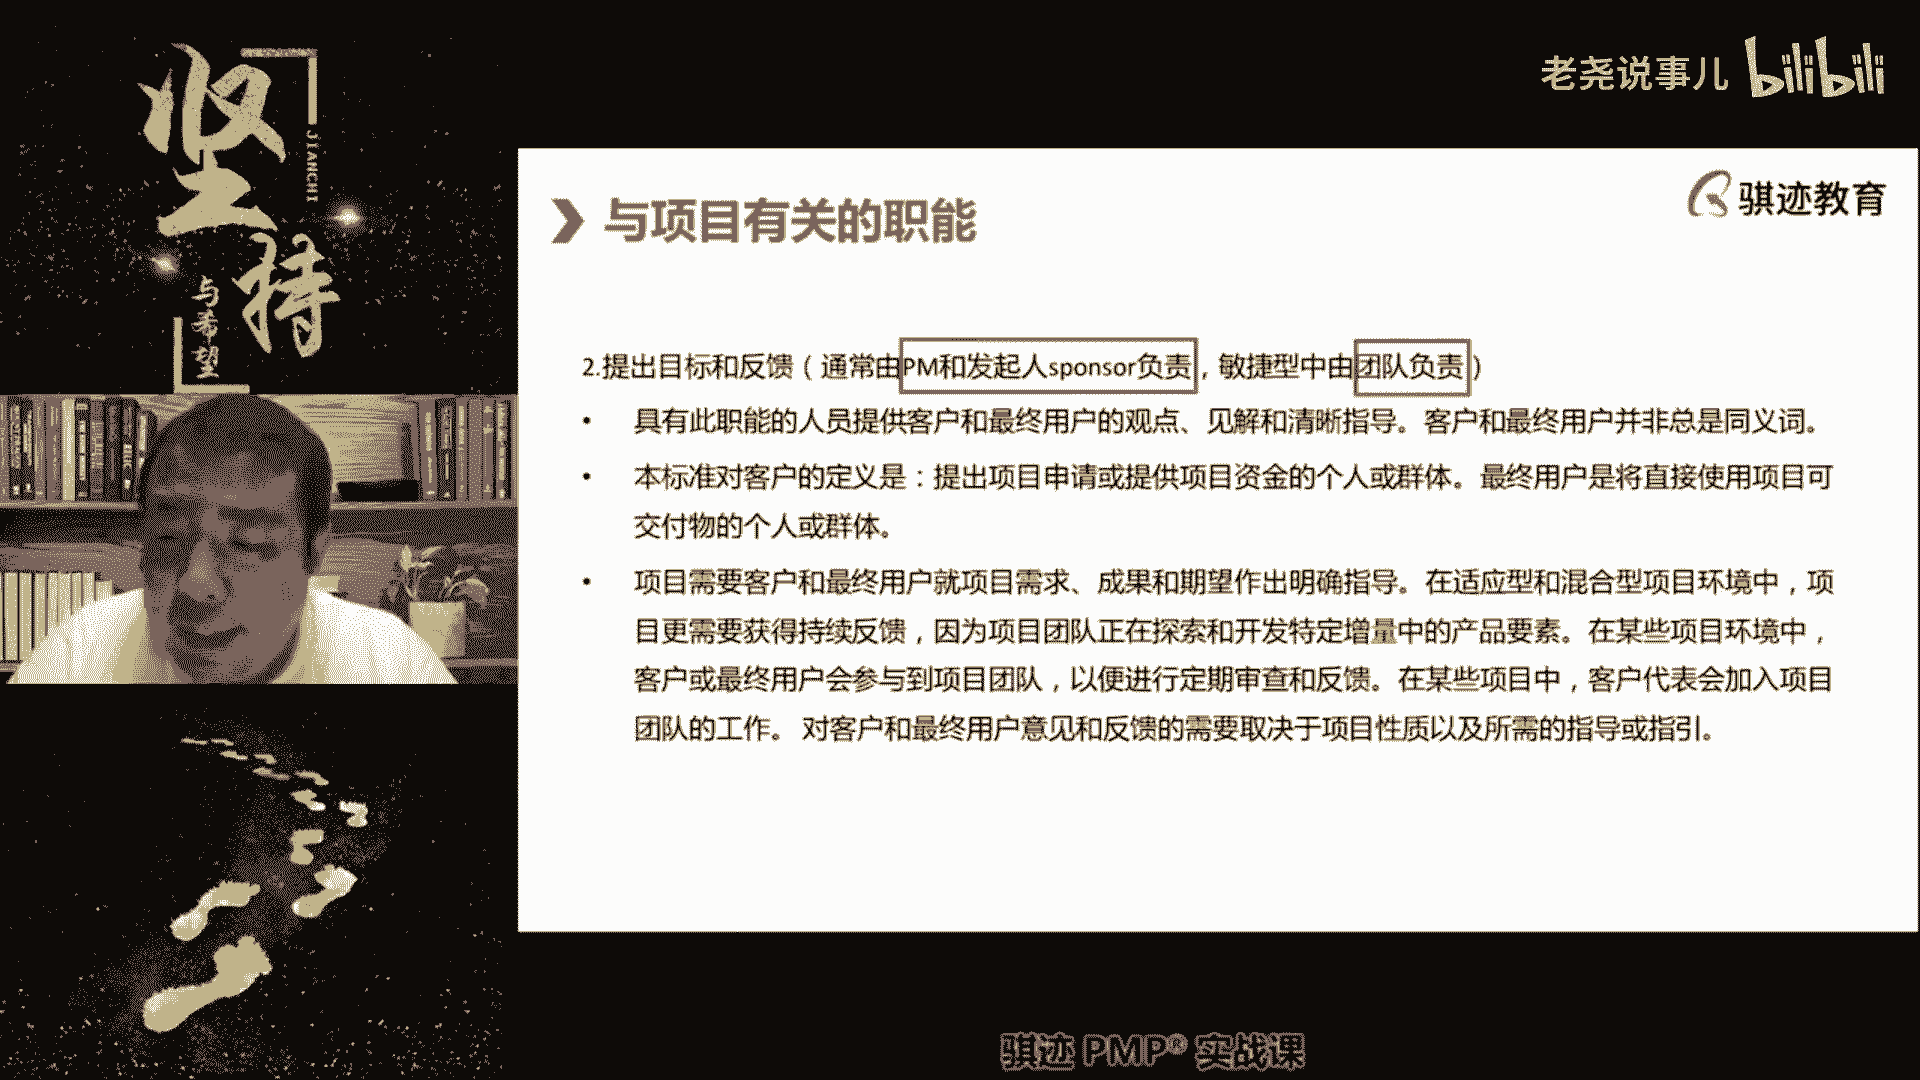 坚持
JIANCHI
与希望
老尧说事儿 bilibili
骐迹教育
与项目有关的职能
2.提出目标和反馈（通常由PM和发起人sponsor负责，敏捷型中由团队负责）
• 具有此职能的人员提供客户和最终用户的观点、见解和清晰指导。客户和最终用户并非总是同义词。
• 本标准对客户的定义是：提出项目申请或提供项目资金的个人或群体。最终用户是将直接使用项目可
交付物的个人或群体。
• 项目需要客户和最终用户就项目需求、成果和期望作出明确指导。在适应型和混合型项目环境中，项
目更需要获得持续反馈，因为项目团队正在探索和开发特定增量中的产品要素。在某些项目环境中，
客户或最终用户会参与到项目团队，以便进行定期审查和反馈。在某些项目中，客户代表会加入项目
团队的工作。 对客户和最终用户意见和反馈的需要取决于项目性质以及所需的指导或指引。
骐迹 PMP® 实战课